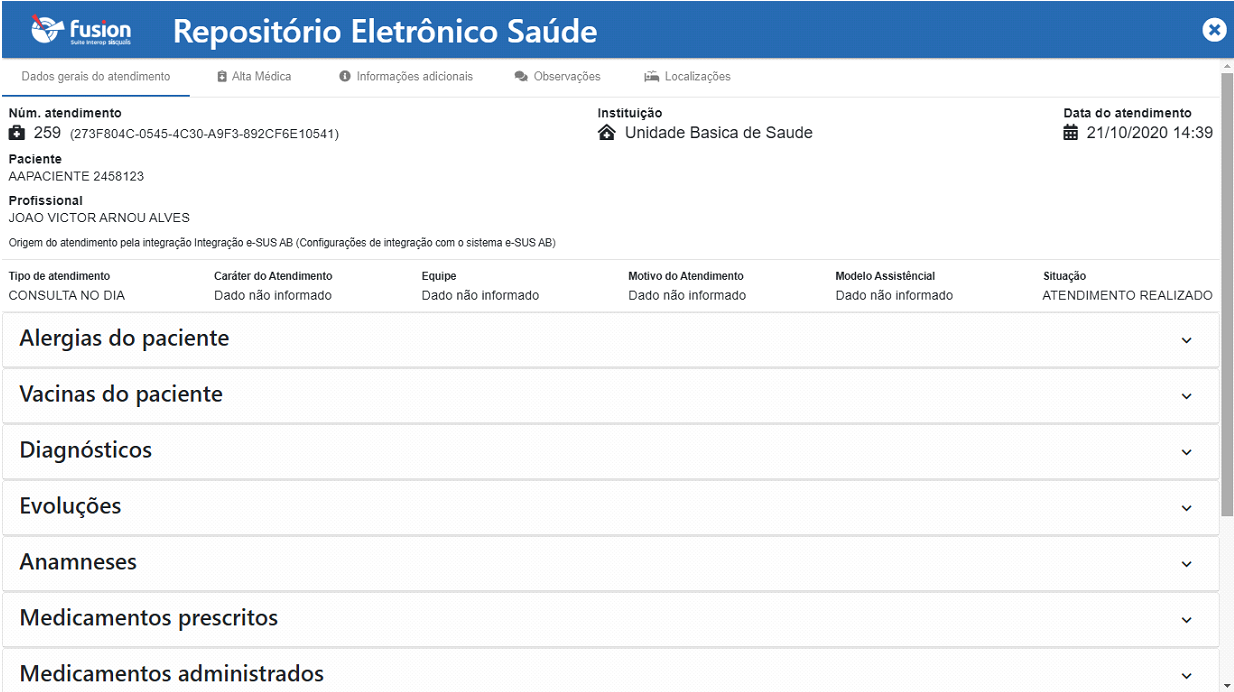 fusion
Suite Interop sisqualis
Repositório Eletrônico Saúde
Dados gerais do atendimento Alta Médica Informações adicionais Observações Localizações
Núm. atendimento Instituição Data do atendimento
259 (273F804C-0545-4C30-A9F3-892CF6E10541) Unidade Basica de Saude 21/10/2020 14:39
Paciente
AAPACIENTE 2458123
Profissional
JOAO VICTOR ARNOU ALVES
Origem do atendimento pela integração Integração e-SUS AB (Configurações de integração com o sistema e-SUS AB)
Tipo de atendimento Caráter do Atendimento Equipe Motivo do Atendimento Modelo Assistêncial Situação
CONSULTA NO DIA Dado não informado Dado não informado Dado não informado Dado não informado ATENDIMENTO REALIZADO
Alergias do paciente
Vacinas do paciente
Diagnósticos
Evoluções
Anamneses
Medicamentos prescritos
Medicamentos administrados